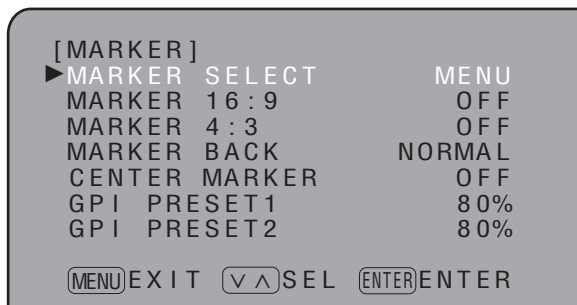 [MARKER]
▶MARKER SELECT MENU
MARKER 16:9 OFF
MARKER 4:3 OFF
MARKER BACK NORMAL
CENTER MARKER OFF
GPI PRESET1 80%
GPI PRESET2 80%
MENU EXIT ∨∧ SEL ENTER ENTER